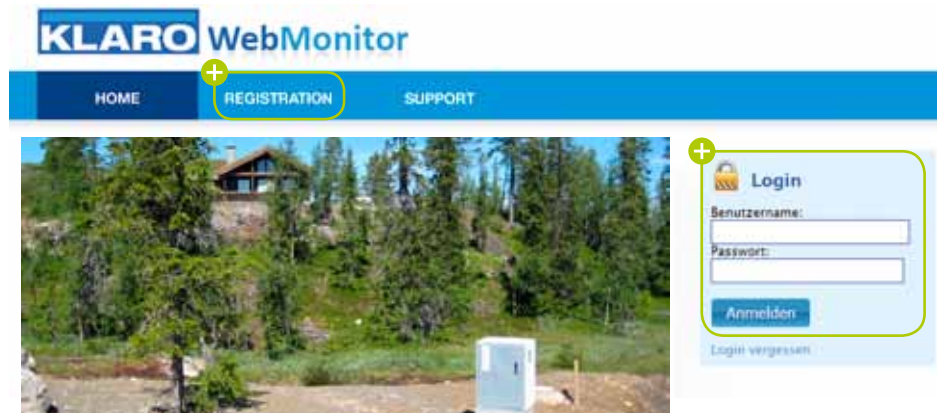 KLARO WebMonitor
HOME REGISTRATION SUPPORT
Login
Benutzername:
Passwort:
Anmelden
Login vergessen